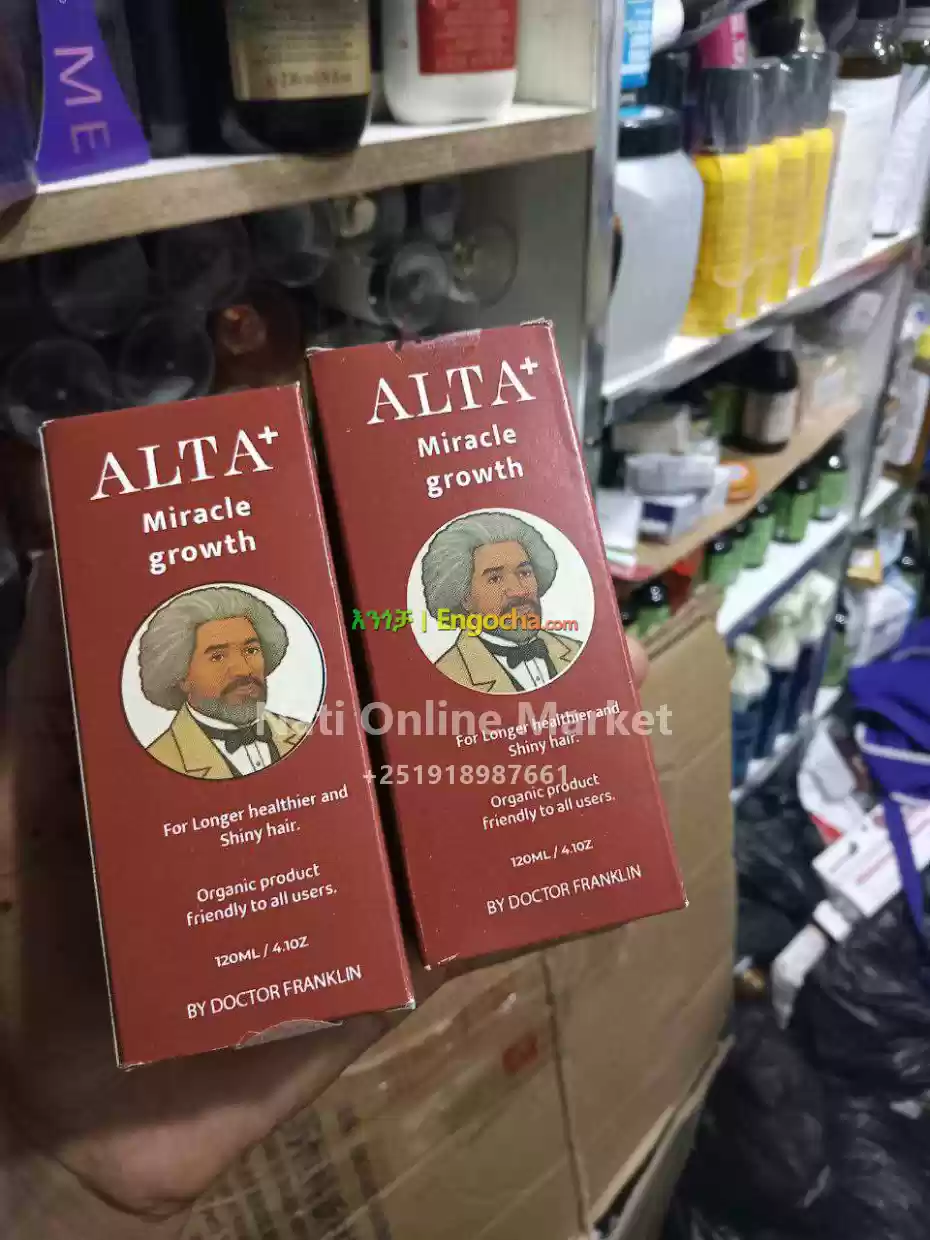 ME
ALTA+
Miracle
growth
For Longer healthier and
Shiny hair.
Organic product
friendly to all users.
120ML / 4.1OZ
BY DOCTOR FRANKLIN
ALTA+
Miracle
growth
እንጎቻ | Engocha.com
Nati Online Market
For Longer healthier and
Shiny hair.
+251918987661
Organic product
friendly to all users.
120ML / 4.1OZ
BY DOCTOR FRANKLIN